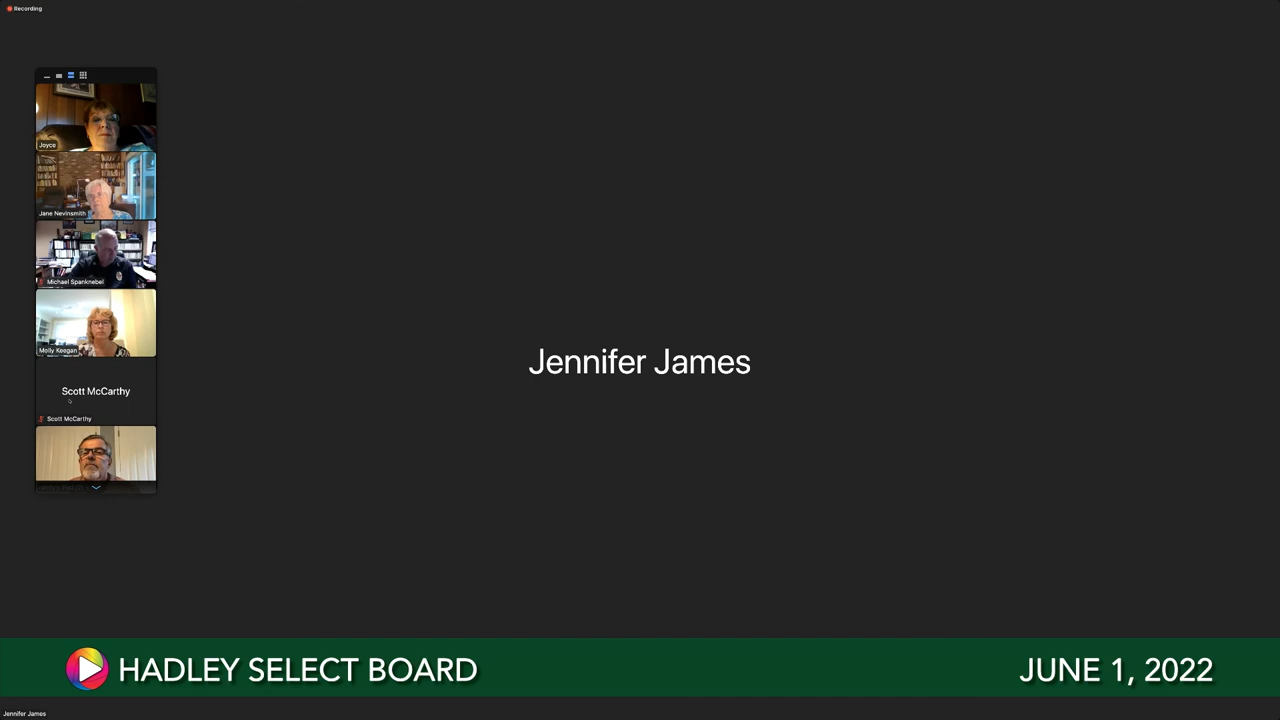 Recording
Joyce
Jane Nevinsmith
Michael Spanknebel
Molly Keegan
Scott McCarthy
Scott McCarthy
Jennifer James
HADLEY SELECT BOARD
JUNE 1, 2022
Jennifer James